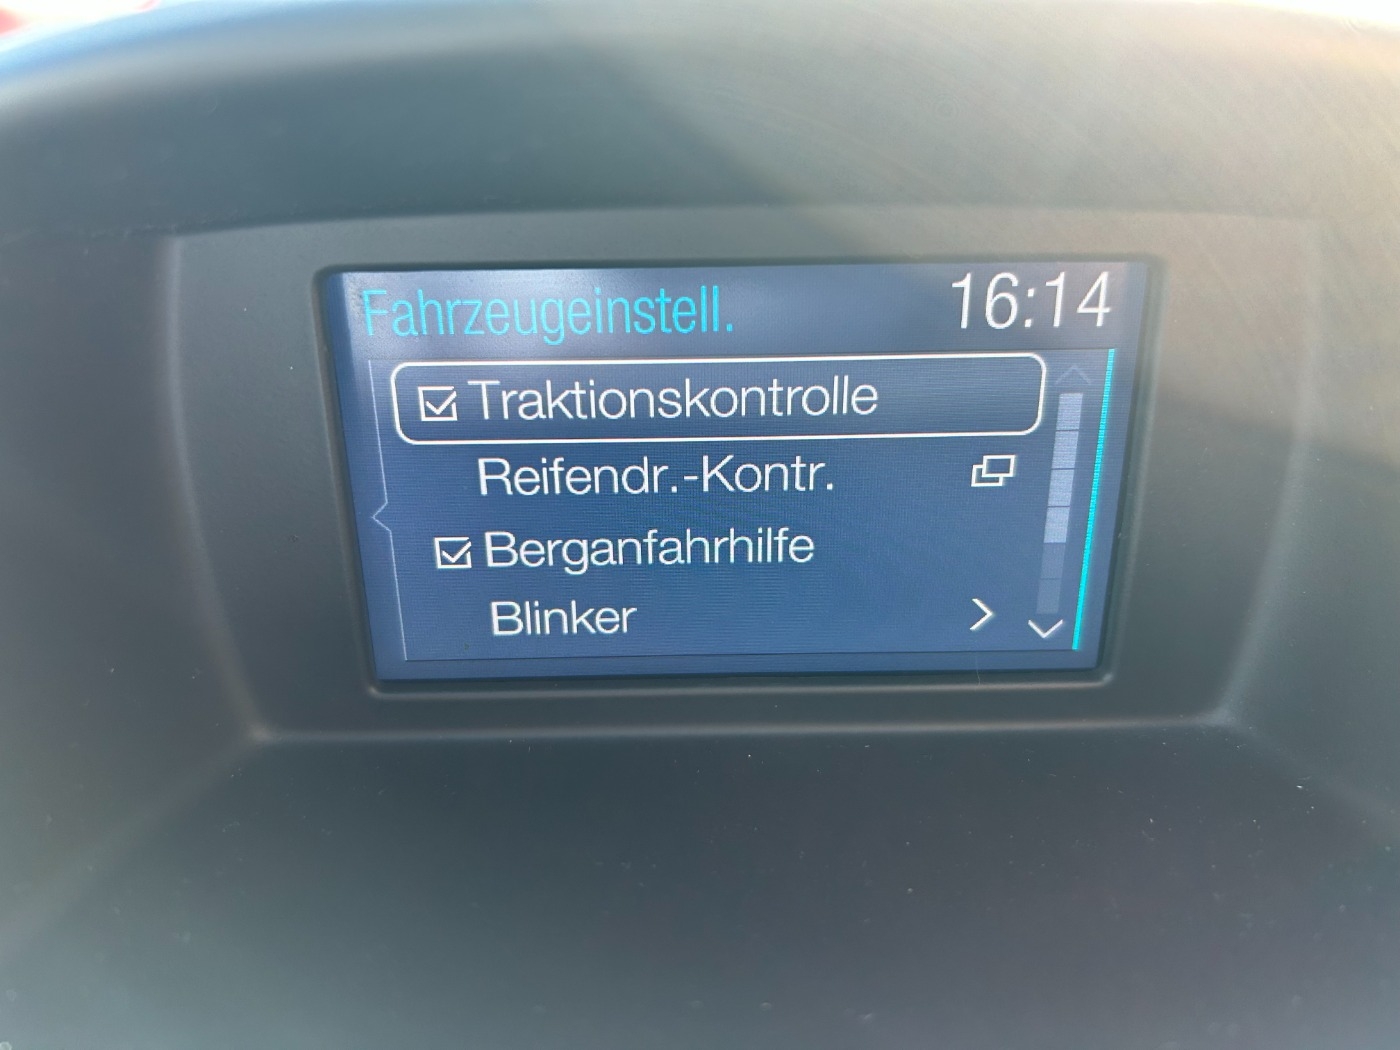 Fahrzeugeinstell. 16:14
Traktionskontrolle
Reifendr.-Kontr.
Berganfahrhilfe
Blinker